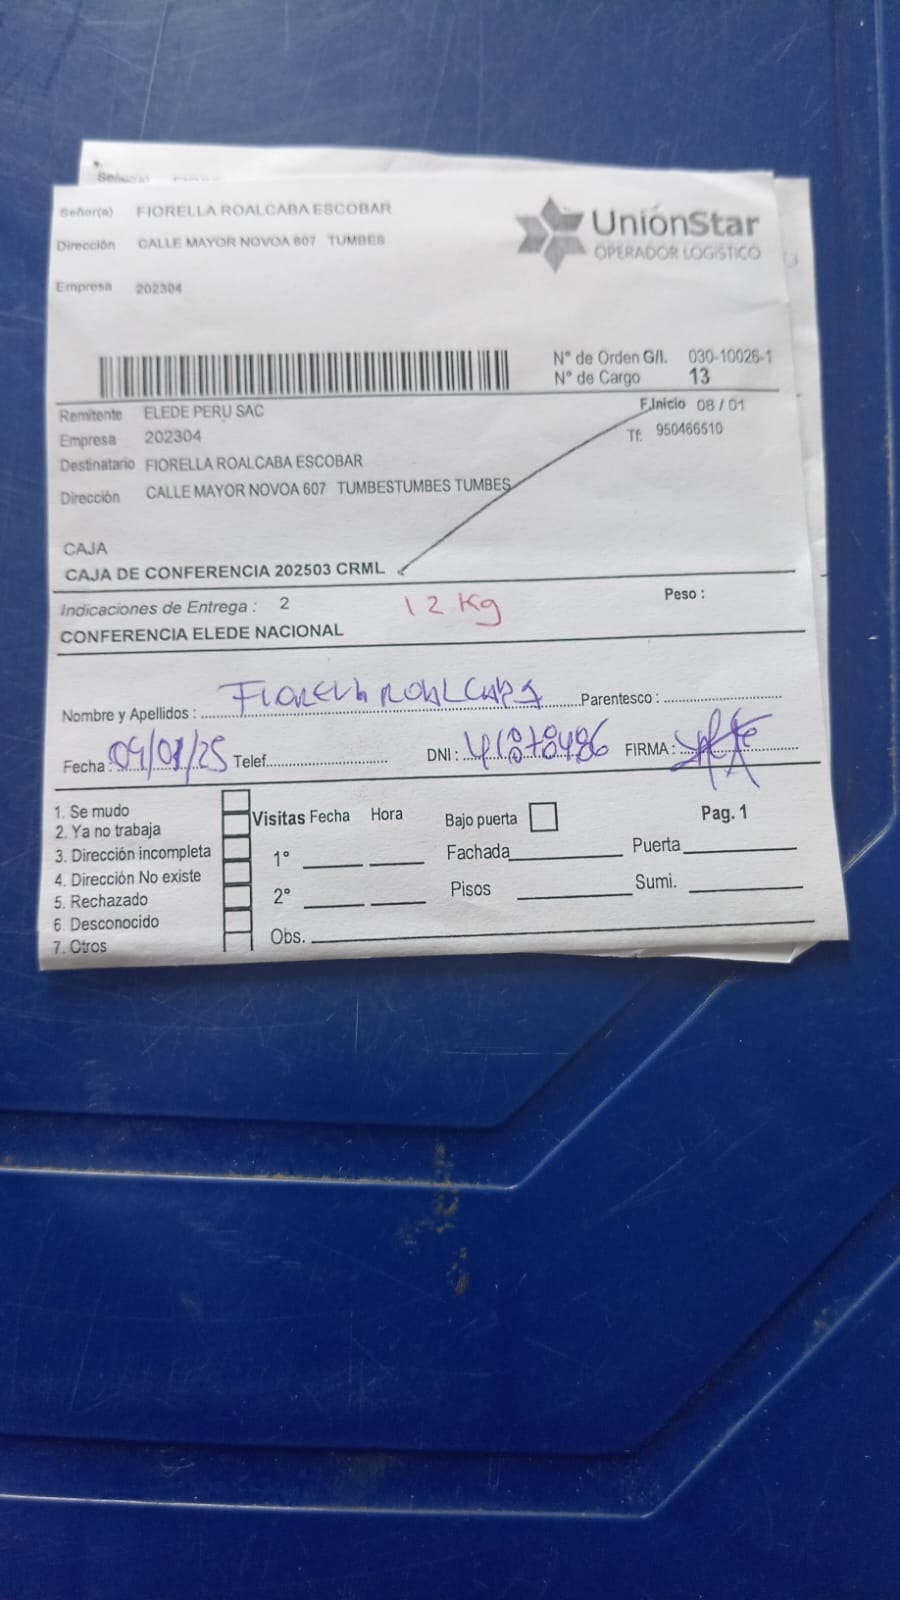 Señor(a) FIORELLA ROALCABA ESCOBAR
Dirección CALLE MAYOR NOVOA 607 TUMBES
Empresa 202304
UniónStar
OPERADOR LOGÍSTICO
N° de Orden G/I. 030-10026-1
N° de Cargo 13
Remitente ELEDE PERU SAC
F.Inicio 08 / 01
Empresa 202304
Tf: 950466510
Destinatario FIORELLA ROALCABA ESCOBAR
Dirección CALLE MAYOR NOVOA 607 TUMBESTUMBES TUMBES
CAJA
CAJA DE CONFERENCIA 202503 CRML
Indicaciones de Entrega : 2 12 Kg Peso :
CONFERENCIA ELEDE NACIONAL
Nombre y Apellidos : FIORELLA ROALCABA Parentesco :
Fecha : 09/01/25 Telef. DNI : FIRMA :
1. Se mudo
2. Ya no trabaja
3. Dirección incompleta
4. Dirección No existe
5. Rechazado
6. Desconocido
7. Otros
Visitas Fecha Hora
1°
2°
Obs.
Bajo puerta
Fachada
Pisos
Pag. 1
Puerta
Sumi.